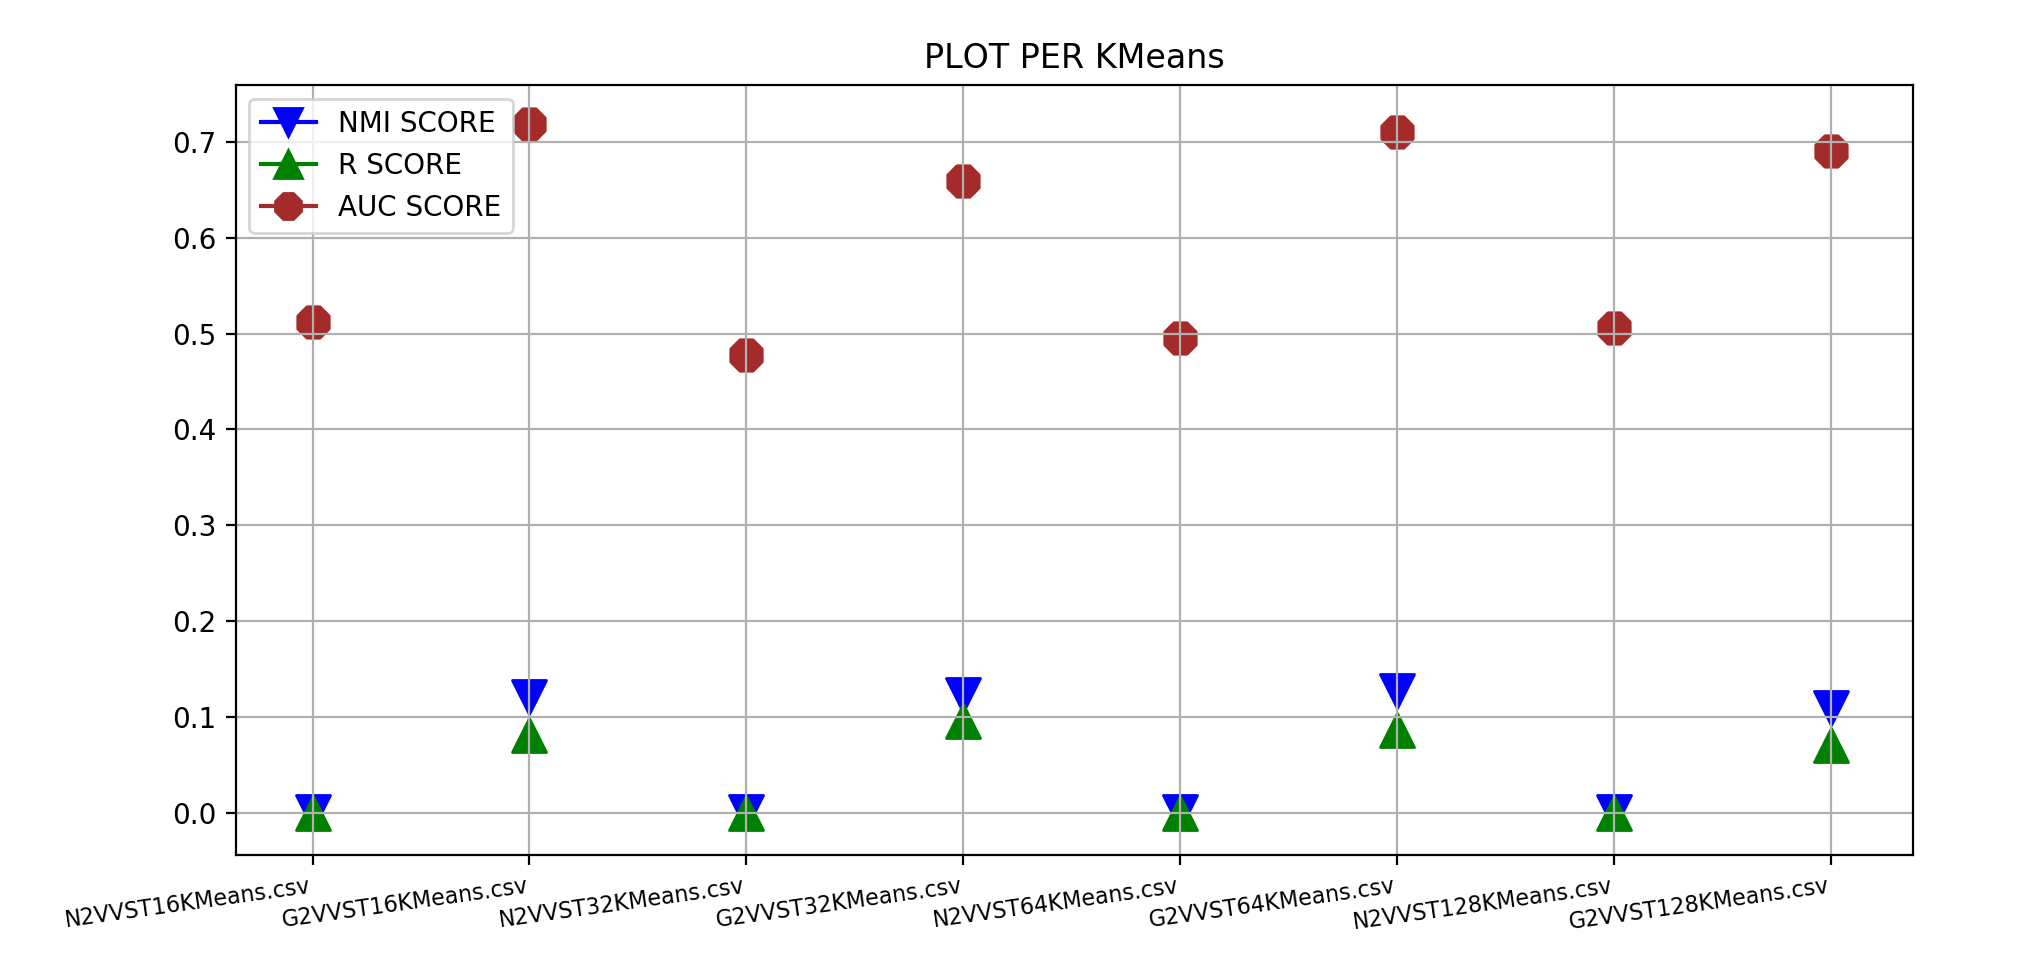 PLOT PER KMeans
NMI SCORE
R SCORE
AUC SCORE
0.7
0.6
0.5
0.4
0.3
0.2
0.1
0.0
N2VVST16KMeans.csv
G2VVST16KMeans.csv
N2VVST32KMeans.csv
G2VVST32KMeans.csv
N2VVST64KMeans.csv
G2VVST64KMeans.csv
N2VVST128KMeans.csv
G2VVST128KMeans.csv